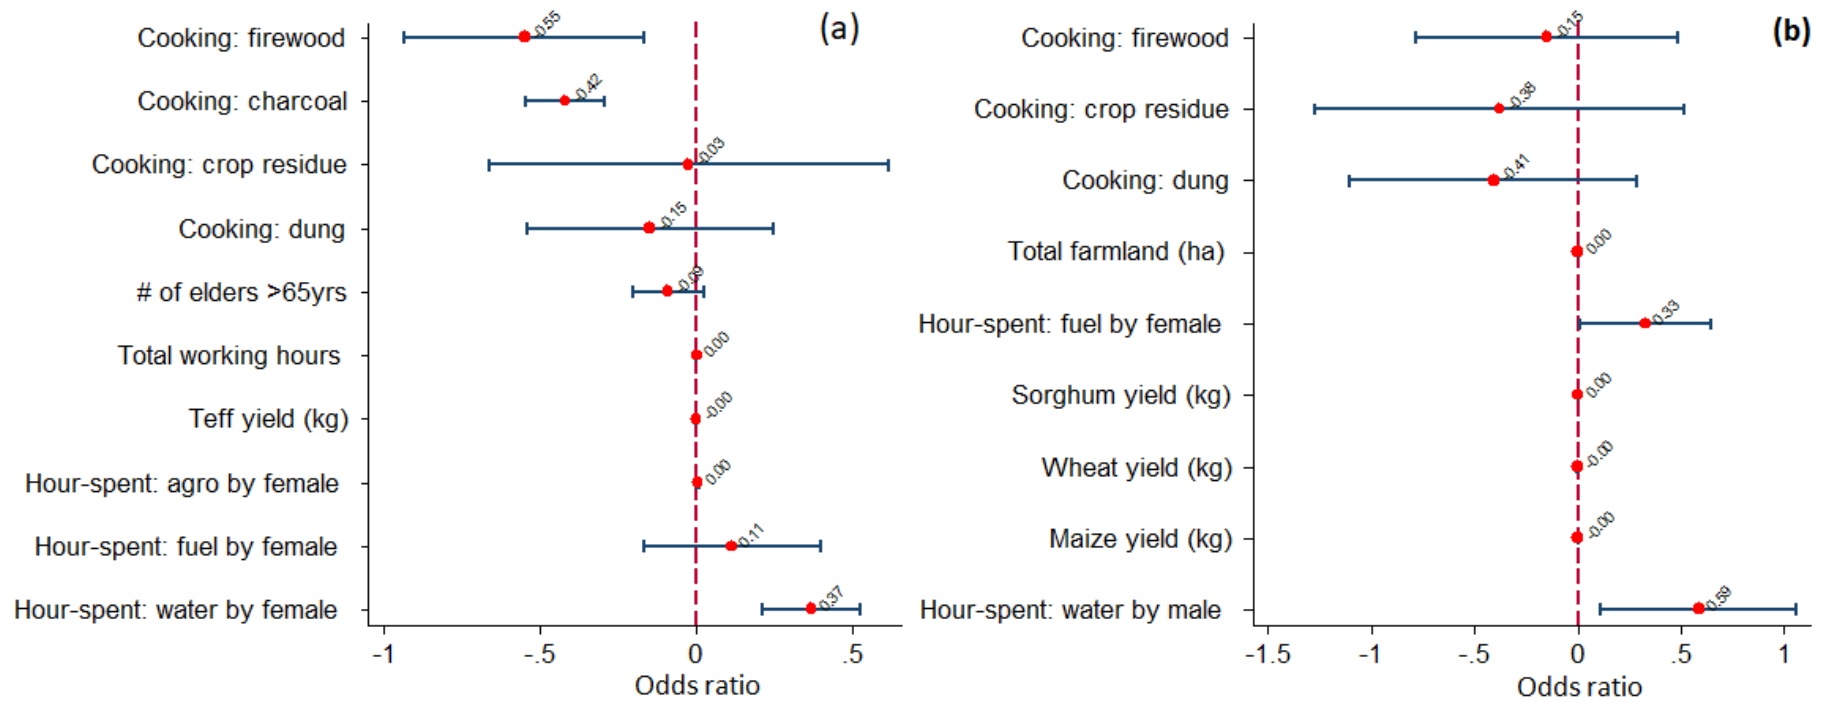 (a)
Cooking: firewood
-0.55
Cooking: charcoal
-0.42
Cooking: crop residue
-0.03
Cooking: dung
-0.15
# of elders >65yrs
-0.09
Total working hours
0.00
Teff yield (kg)
-0.00
Hour-spent: agro by female
0.00
Hour-spent: fuel by female
0.11
Hour-spent: water by female
0.37
-1 -.5 0 .5
Odds ratio
(b)
Cooking: firewood
-0.15
Cooking: crop residue
-0.38
Cooking: dung
-0.41
Total farmland (ha)
0.00
Hour-spent: fuel by female
0.33
Sorghum yield (kg)
0.00
Wheat yield (kg)
-0.00
Maize yield (kg)
-0.00
Hour-spent: water by male
0.59
-1.5 -1 -.5 0 .5 1
Odds ratio